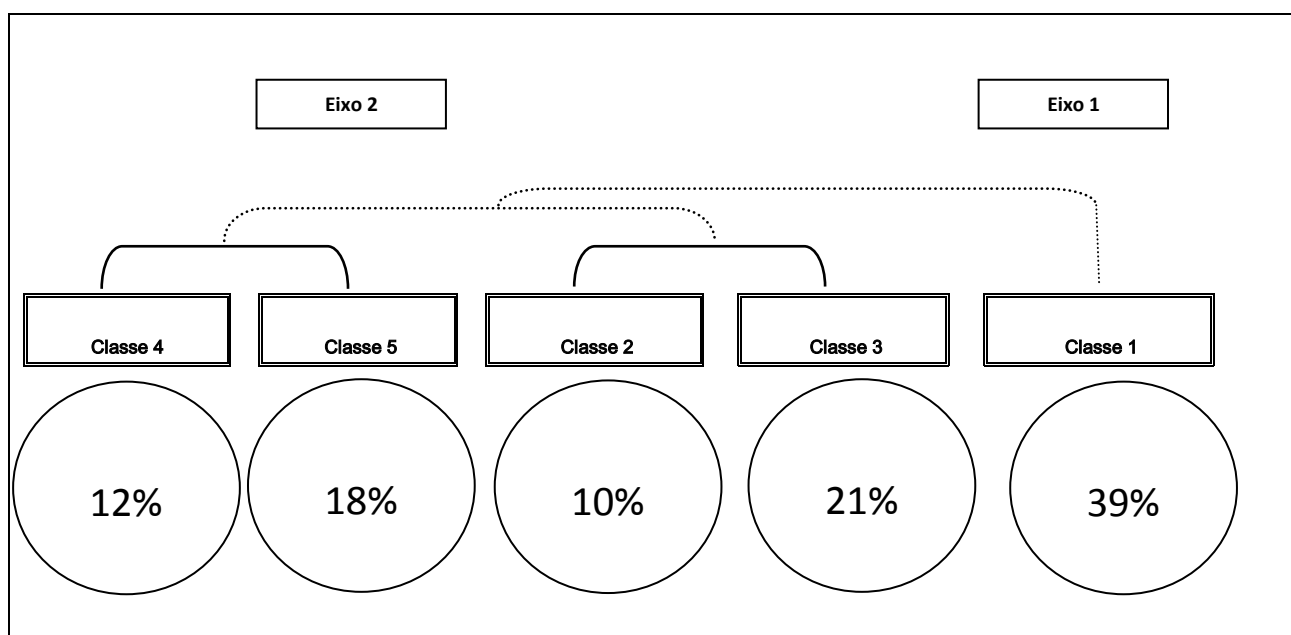 Eixo 2
Eixo 1
Classe 4
Classe 5
Classe 2
Classe 3
Classe 1
12%
18%
10%
21%
39%